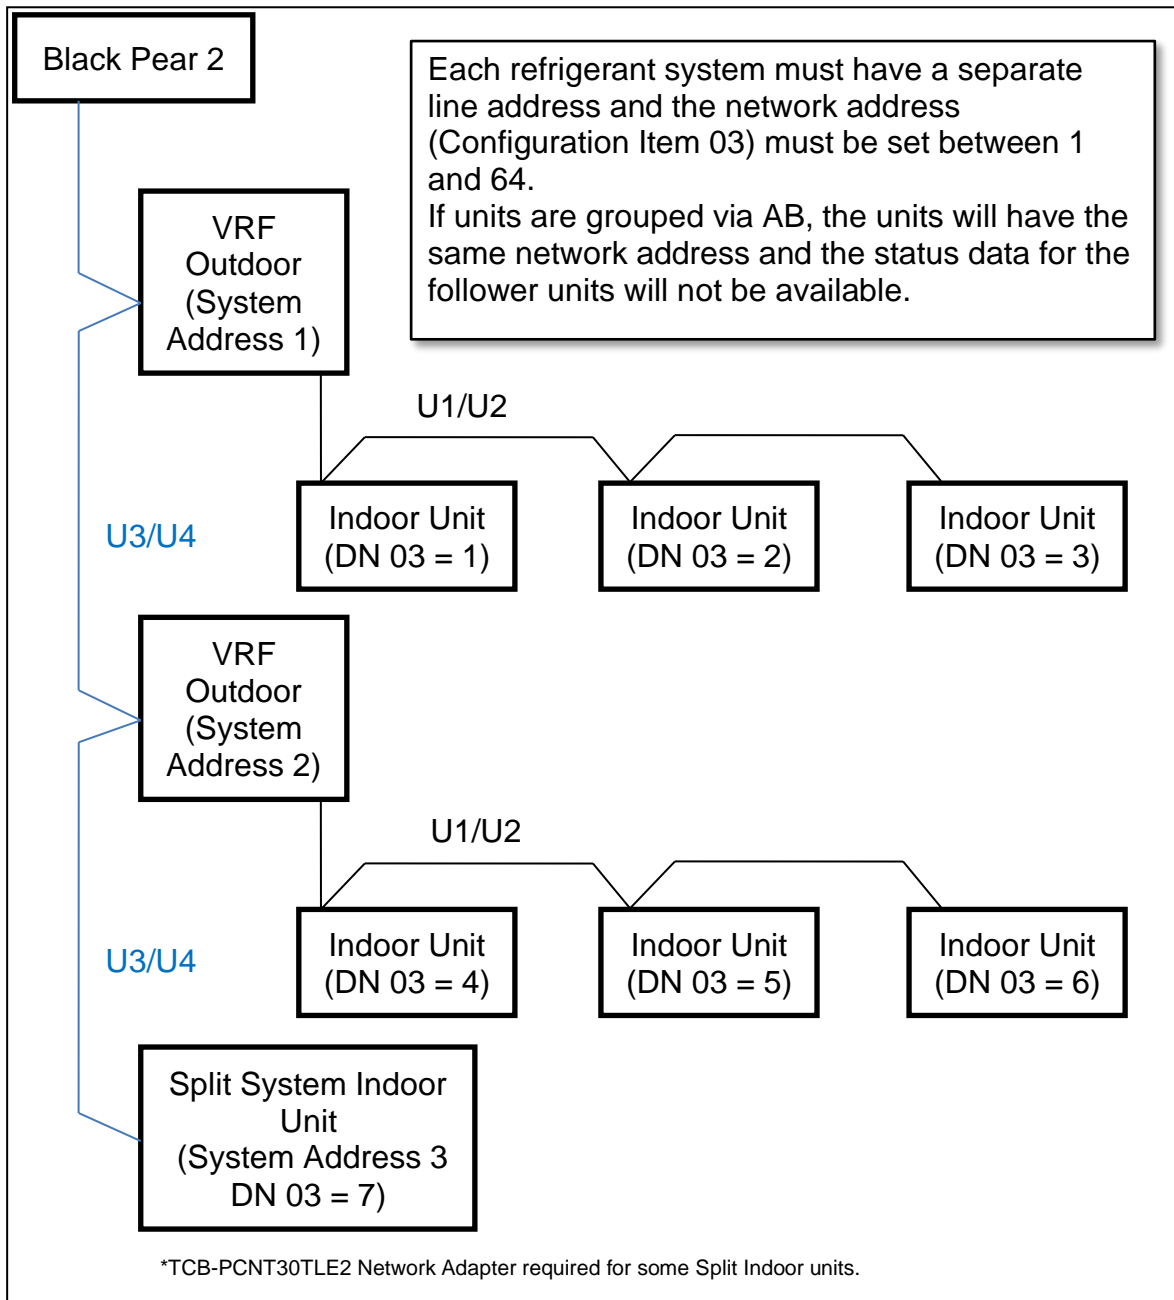 Black Pear 2
Each refrigerant system must have a separate
line address and the network address
(Configuration Item 03) must be set between 1
and 64.
If units are grouped via AB, the units will have the
same network address and the status data for the
follower units will not be available.
VRF
Outdoor
(System
Address 1)
U1/U2
Indoor Unit
(DN 03 = 1)
Indoor Unit
(DN 03 = 2)
Indoor Unit
(DN 03 = 3)
U3/U4
VRF
Outdoor
(System
Address 2)
U1/U2
Indoor Unit
(DN 03 = 4)
Indoor Unit
(DN 03 = 5)
Indoor Unit
(DN 03 = 6)
U3/U4
Split System Indoor
Unit
(System Address 3
DN 03 = 7)
*TCB-PCNT30TLE2 Network Adapter required for some Split Indoor units.